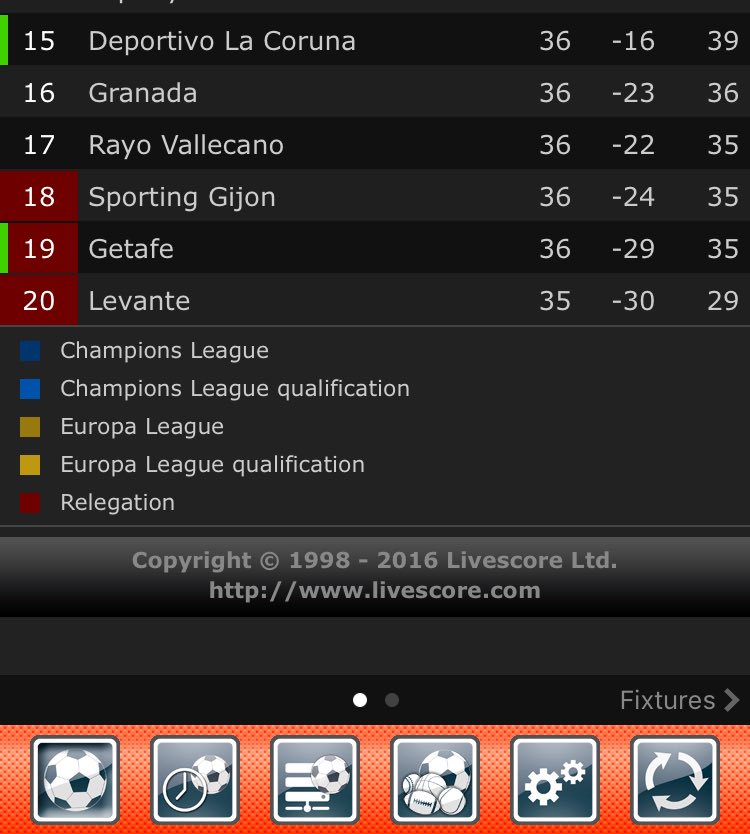 15 Deportivo La Coruna 36 -16 39
16 Granada 36 -23 36
17 Rayo Vallecano 36 -22 35
18 Sporting Gijon 36 -24 35
19 Getafe 36 -29 35
20 Levante 35 -30 29
Champions League
Champions League qualification
Europa League
Europa League qualification
Relegation
Copyright © 1998 - 2016 Livescore Ltd.
http://www.livescore.com
Fixtures